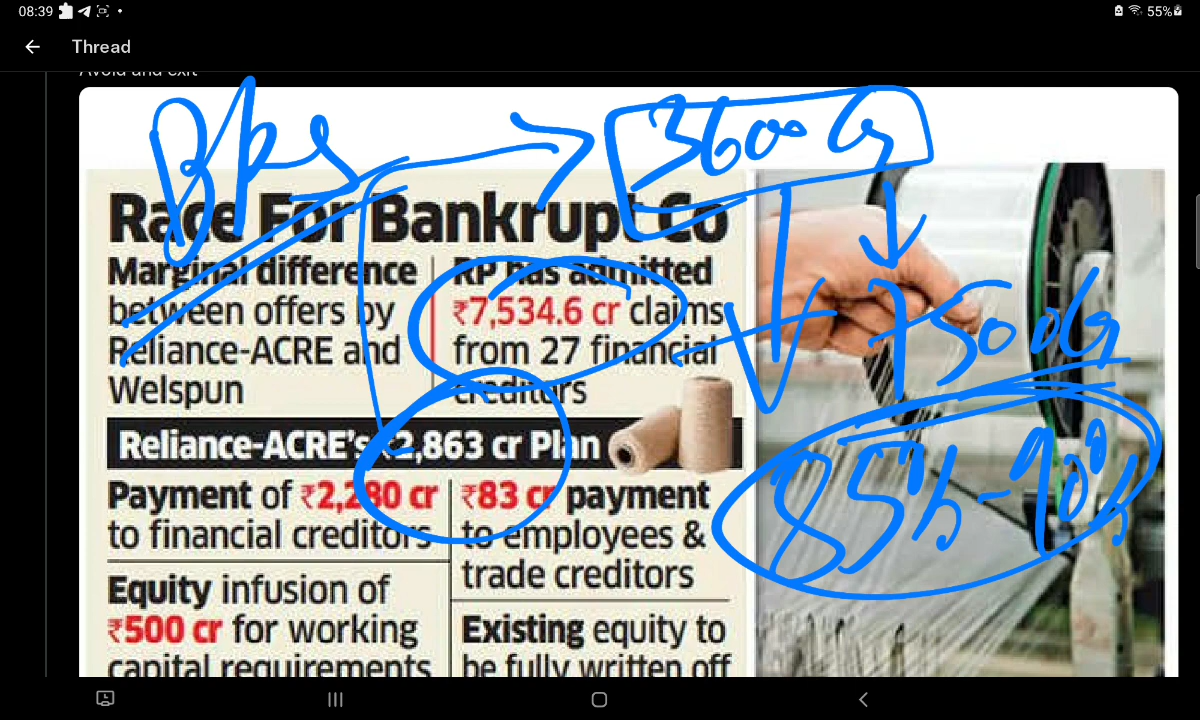 08:39
55%
Thread
Avoid and exit
3600 Cr
Race For Bankrupt Co
Marginal difference
between offers by
Reliance-ACRE and
Welspun
RP has admitted
₹7,534.6 cr claims
from 27 financial
creditors
7500 Cr
85%-90%
Reliance-ACRE's ₹2,863 cr Plan
Payment of ₹2,280 cr
to financial creditors
₹83 cr payment
to employees &
trade creditors
Equity infusion of
₹500 cr for working
capital requirements
Existing equity to
be fully written off